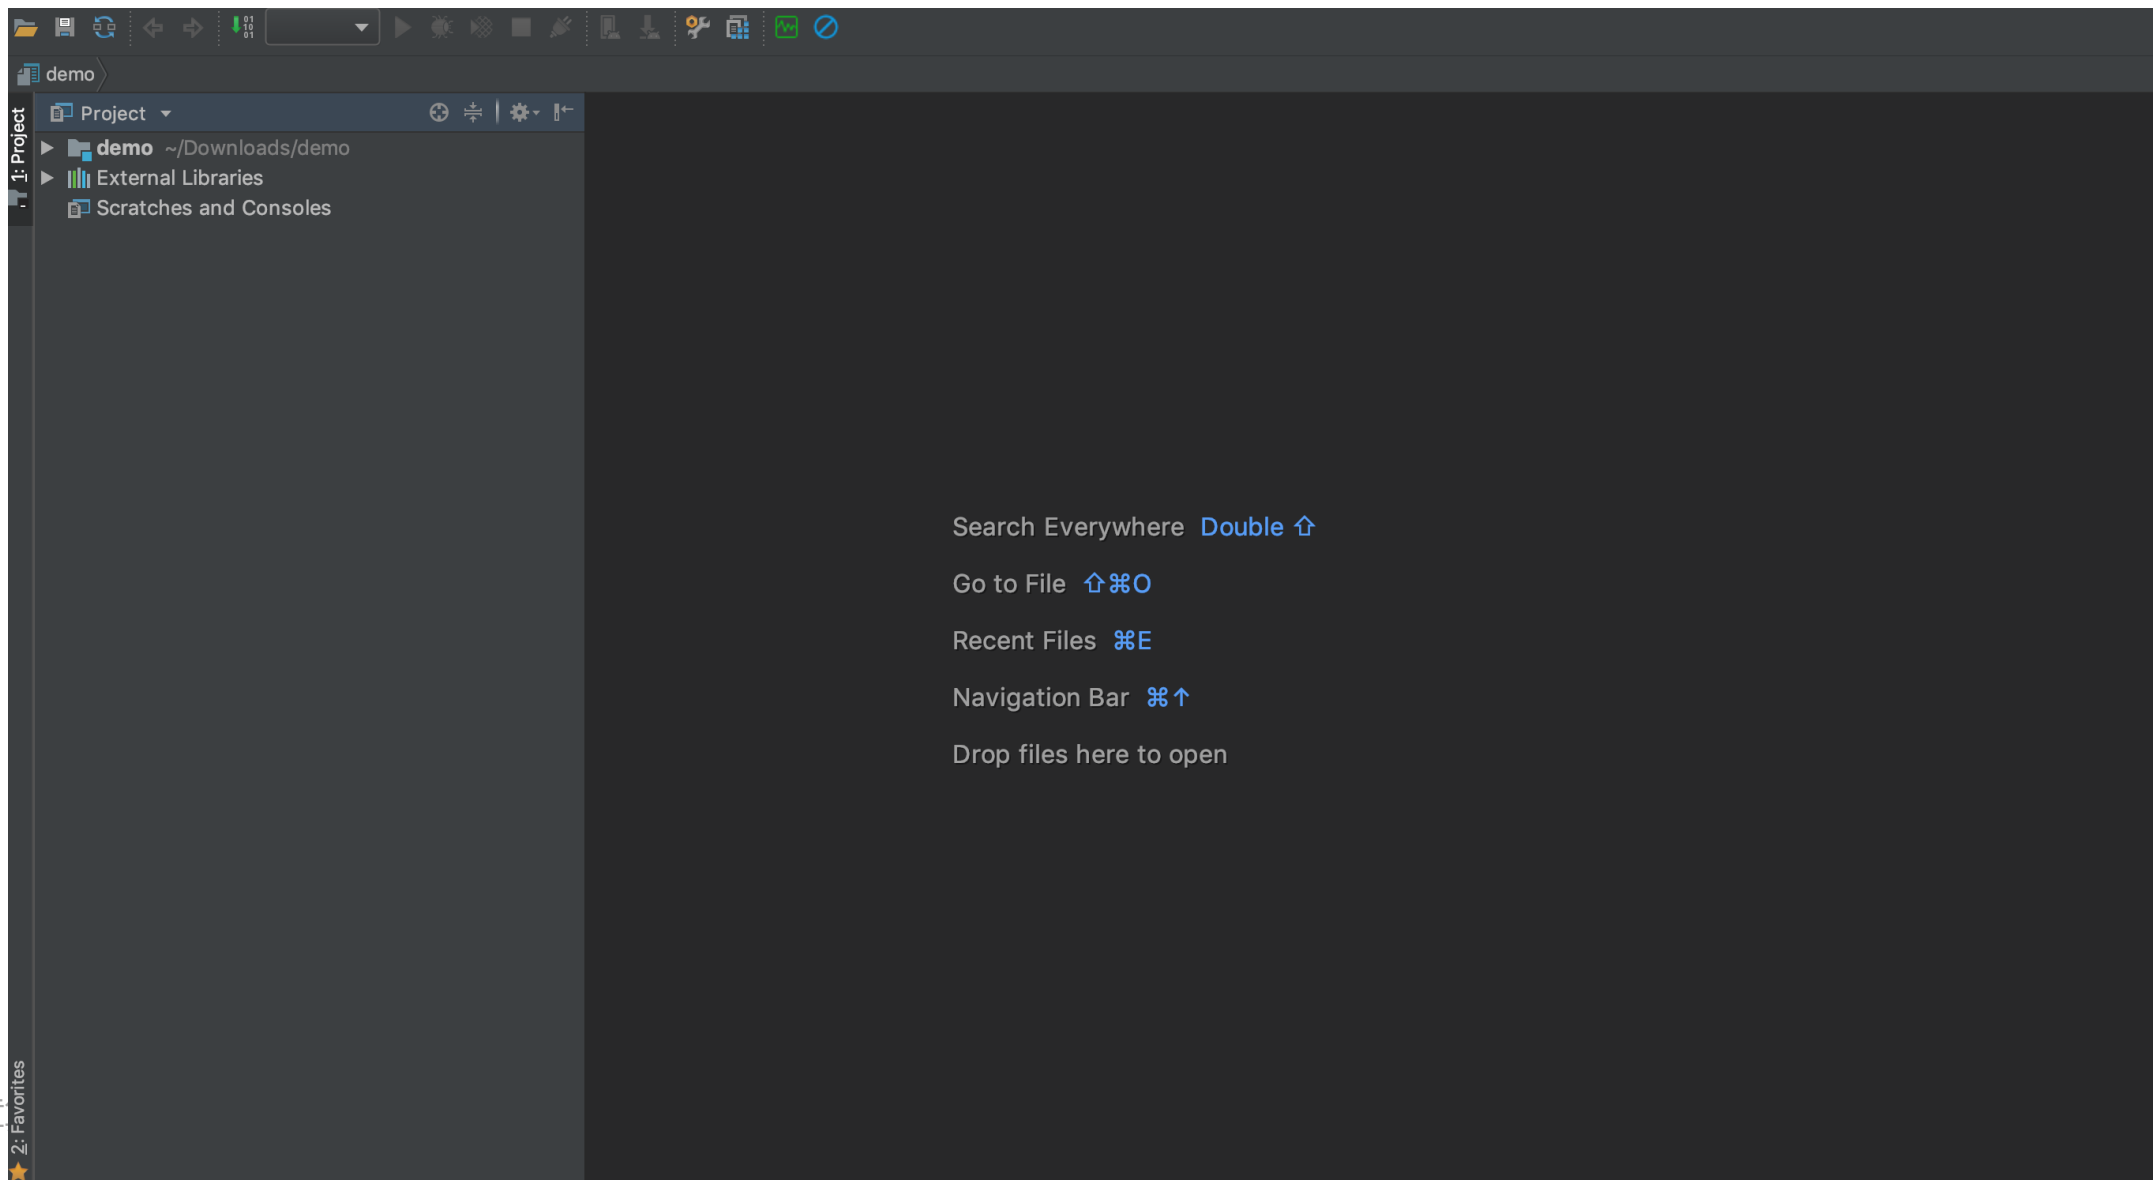 demo
Project
1: Project
demo ~/Downloads/demo
External Libraries
Scratches and Consoles
Search Everywhere Double ⇧
Go to File ⇧⌘O
Recent Files ⌘E
Navigation Bar ⌘↑
Drop files here to open
2: Favorites